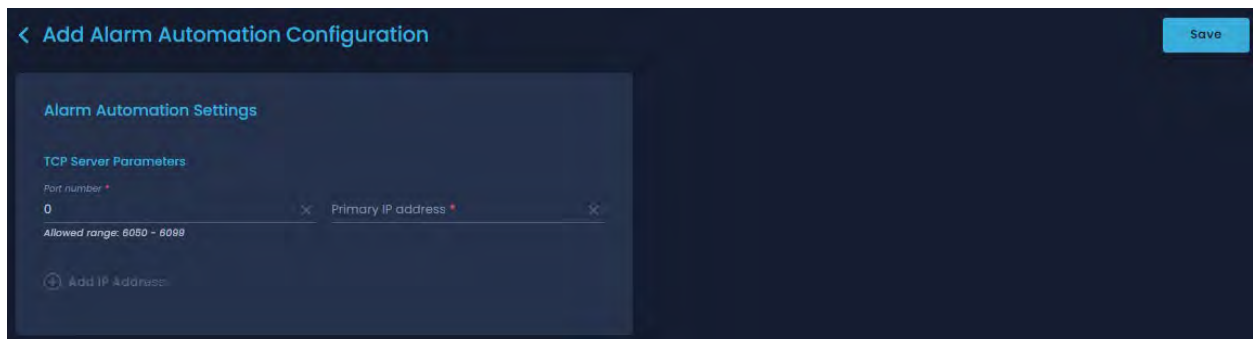 Add Alarm Automation Configuration
Save
Alarm Automation Settings
TCP Server Parameters
Port number *
0
Primary IP address *
Allowed range: 6050 - 6099
Add IP Address